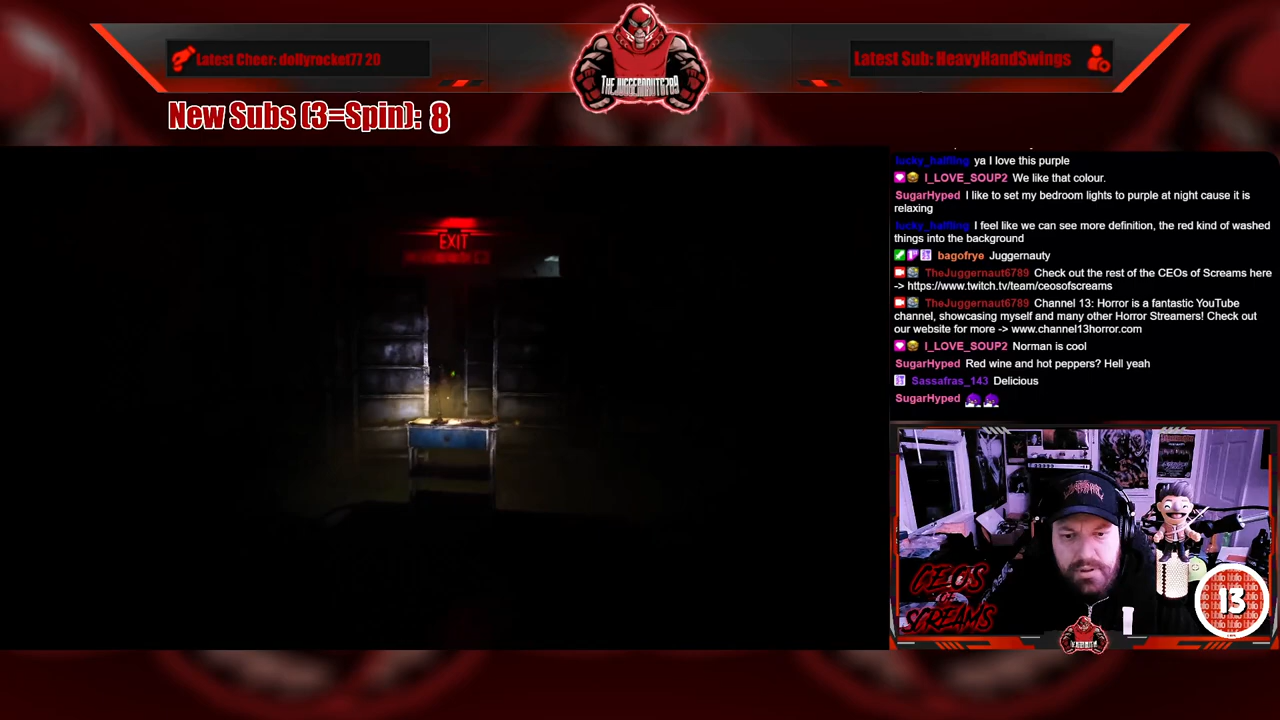 Latest Cheer: dollyrocket77 20
THEJUGGERNAUT6789
Latest Sub: HeavyHandSwings
New Subs (3=Spin): 8
EXIT
lucky_halfling ya I love this purple
I_LOVE_SOUP2 We like that colour.
SugarHyped I like to set my bedroom lights to purple at night cause it is
relaxing
lucky_halfling I feel like we can see more definition, the red kind of washed
things into the background
bagofrye Juggernauty
TheJuggernaut6789 Check out the rest of the CEOs of Screams here
-> https://www.twitch.tv/team/ceosofscreams
TheJuggernaut6789 Channel 13: Horror is a fantastic YouTube
channel, showcasing myself and many other Horror Streamers! Check out
our website for more -> www.channel13horror.com
I_LOVE_SOUP2 Norman is cool
SugarHyped Red wine and hot peppers? Hell yeah
Sassafras_143 Delicious
SugarHyped
CEOS
OF
SCREAMS
13